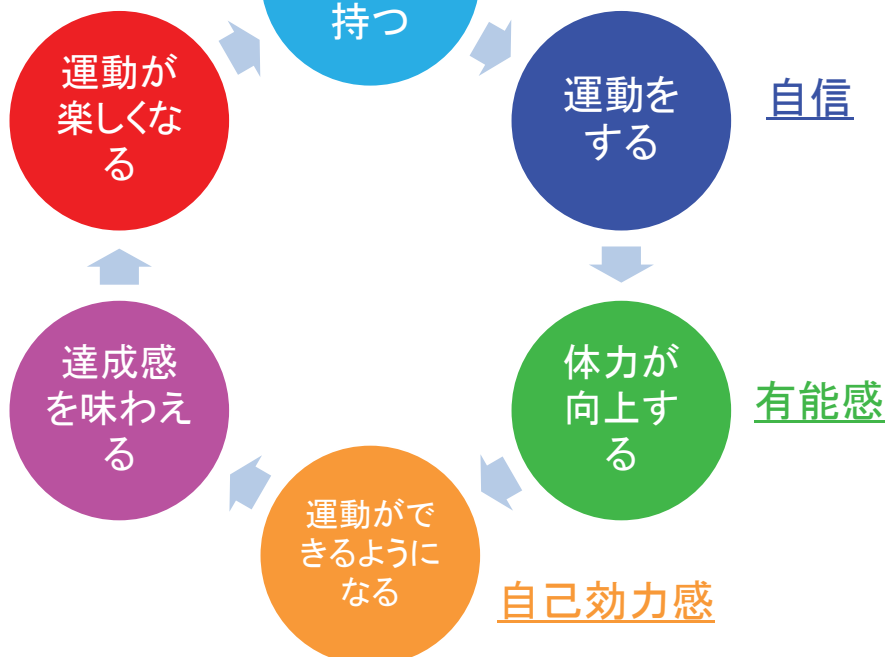 持つ
運動を
する
自信
体力が
向上す
る
有能感
運動がで
きるように
なる
自己効力感
達成感
を味わえ
る
運動が
楽しくな
る